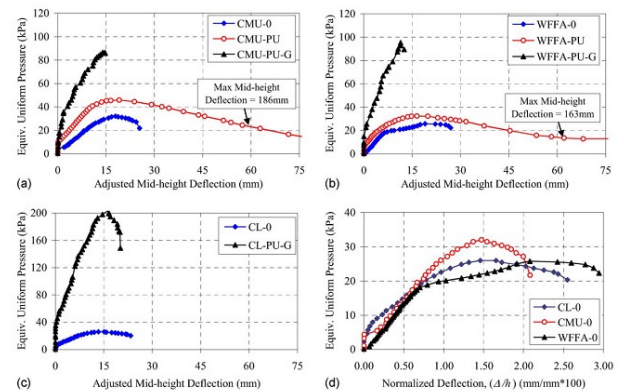 Equiv. Uniform Pressure (kPa)
120
100
80
60
40
20
0
0 15 30 45 60 75
CMU-0
CMU-PU
CMU-PU-G
Max Mid-height
Deflection = 186mm
(a)
Adjusted Mid-height Deflection (mm)
Equiv. Uniform Pressure (kPa)
120
100
80
60
40
20
0
0 15 30 45 60 75
WFFA-0
WFFA-PU
WFFA-PU-G
Max Mid-height
Deflection = 163mm
(b)
Adjusted Mid-height Deflection (mm)
Equiv. Uniform Pressure (kPa)
200
160
120
80
40
0
0 15 30 45 60 75
CL-0
CL-PU-G
(c)
Adjusted Mid-height Deflection (mm)
Equiv. Uniform Pressure (kPa)
40
30
20
10
0
0.00 0.50 1.00 1.50 2.00 2.50 3.00
CL-0
CMU-0
WFFA-0
(d)
Normalized Deflection, (Δ/h) (mm/mm*100)